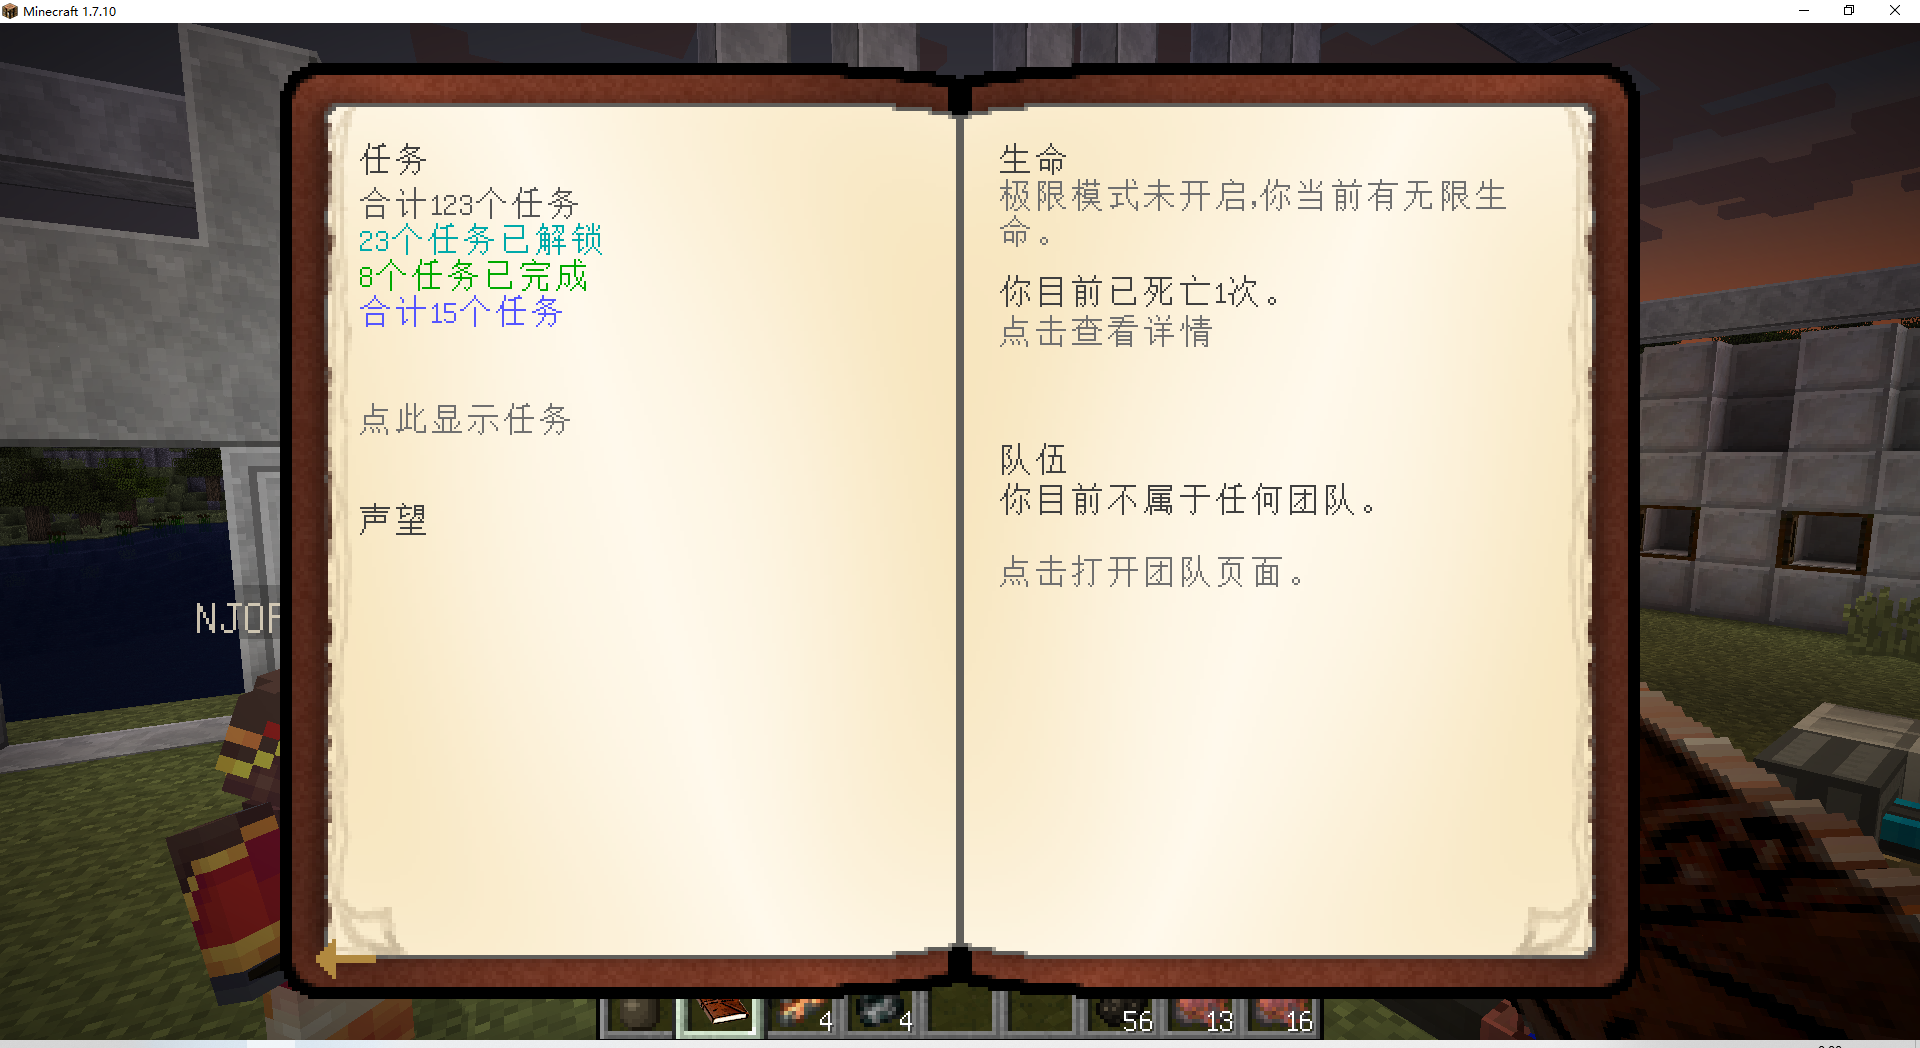 Minecraft 1.7.10
任务
合计123个任务
23个任务已解锁
8个任务已完成
合计15个任务
点此显示任务
声望
生命
极限模式未开启,你当前有无限生
命。
你目前已死亡1次。
点击查看详情
队伍
你目前不属于任何团队。
点击打开团队页面。
4
4
56
13
16